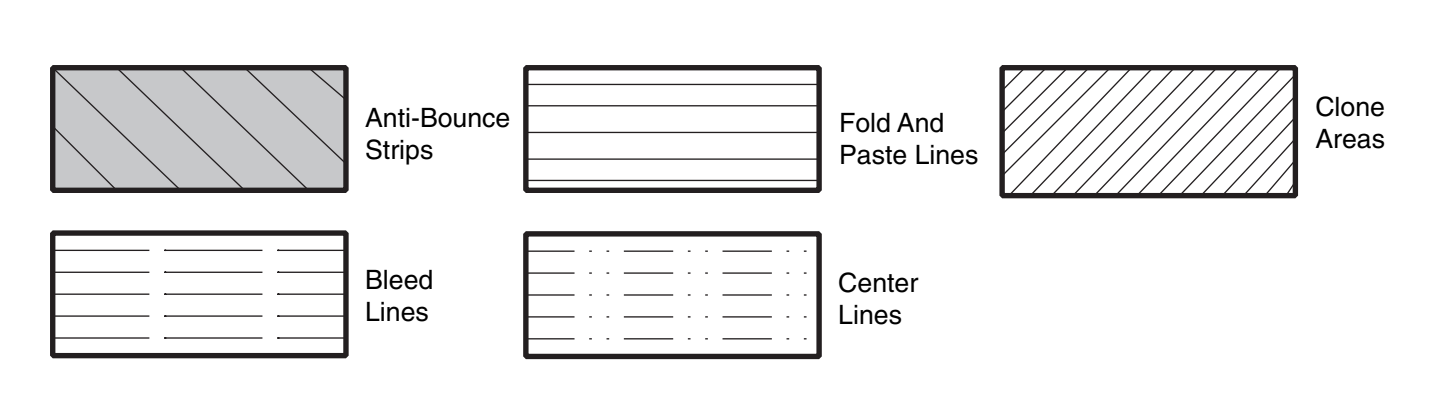 Anti-Bounce
Strips
Fold And
Paste Lines
Clone
Areas
Bleed
Lines
Center
Lines